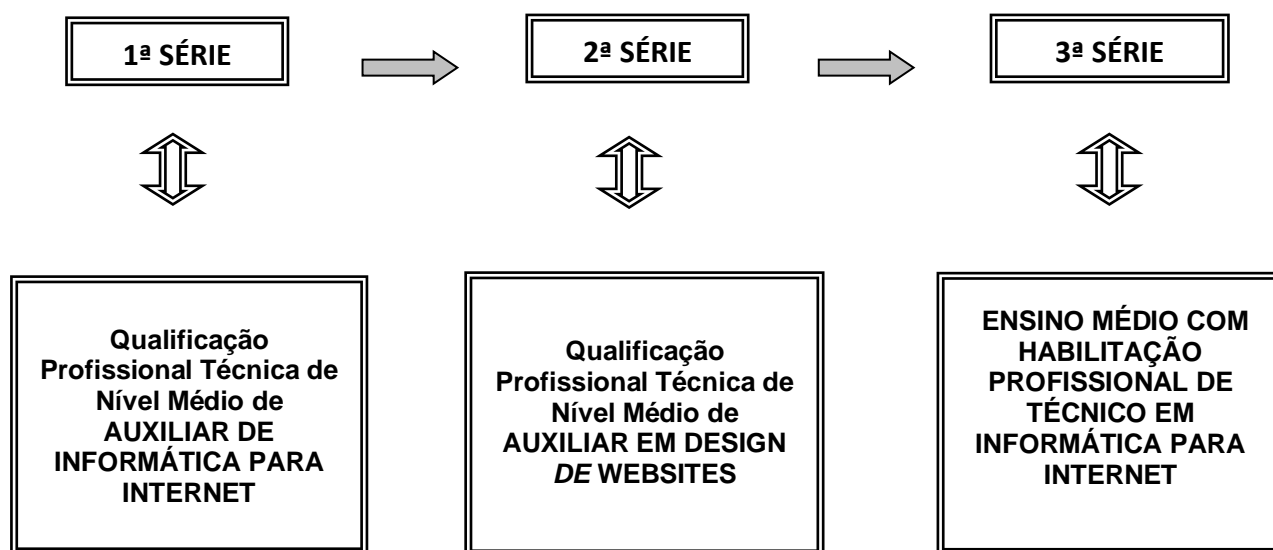 1ª SÉRIE
2ª SÉRIE
3ª SÉRIE
Qualificação
Profissional Técnica de
Nível Médio de
AUXILIAR DE
INFORMÁTICA PARA
INTERNET
Qualificação
Profissional Técnica de
Nível Médio de
AUXILIAR EM DESIGN
DE WEBSITES
ENSINO MÉDIO COM
HABILITAÇÃO
PROFISSIONAL DE
TÉCNICO EM
INFORMÁTICA PARA
INTERNET